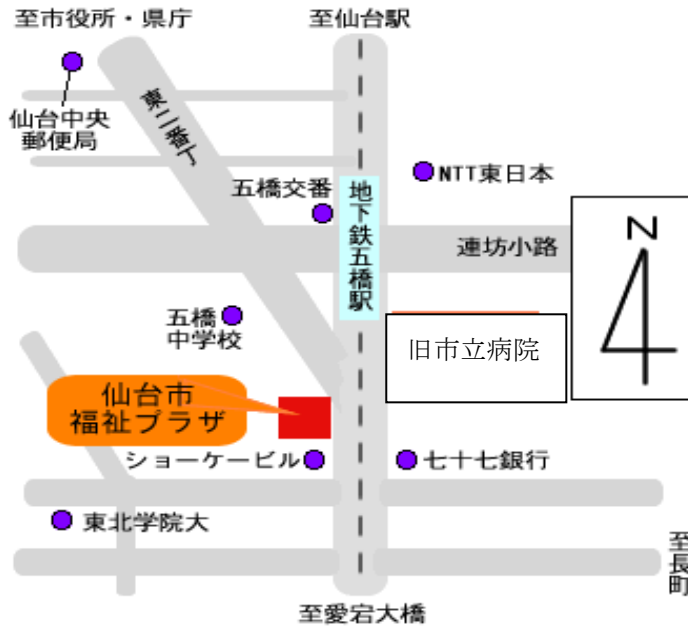 至市役所・県庁
至仙台駅
仙台中央
郵便局
東二番丁
五橋交番
NTT東日本
地下鉄五橋駅
連坊小路
N
五橋
中学校
旧市立病院
仙台市
福祉プラザ
ショーケービル
七十七銀行
東北学院大
至長町
至愛宕大橋